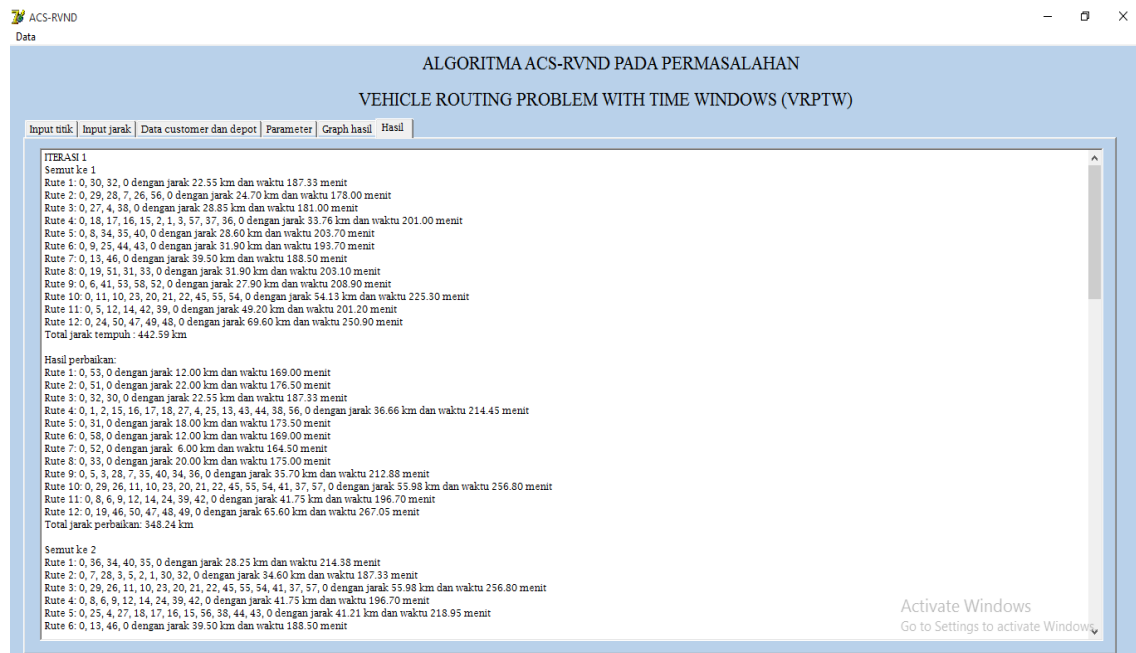 ACS-RVND
Data
ALGORITMA ACS-RVND PADA PERMASALAHAN
VEHICLE ROUTING PROBLEM WITH TIME WINDOWS (VRPTW)
Input titik Input jarak Data customer dan depot Parameter Graph hasil Hasil
ITERASI 1
Semut ke 1
Rute 1: 0, 30, 32, 0 dengan jarak 22.55 km dan waktu 187.33 menit
Rute 2: 0, 29, 28, 7, 26, 56, 0 dengan jarak 24.70 km dan waktu 178.00 menit
Rute 3: 0, 27, 4, 38, 0 dengan jarak 28.85 km dan waktu 181.00 menit
Rute 4: 0, 18, 17, 16, 15, 2, 1, 3, 57, 37, 36, 0 dengan jarak 33.76 km dan waktu 201.00 menit
Rute 5: 0, 8, 34, 35, 40, 0 dengan jarak 28.60 km dan waktu 203.70 menit
Rute 6: 0, 9, 25, 44, 43, 0 dengan jarak 31.90 km dan waktu 193.70 menit
Rute 7: 0, 13, 46, 0 dengan jarak 39.50 km dan waktu 188.50 menit
Rute 8: 0, 19, 51, 31, 33, 0 dengan jarak 31.90 km dan waktu 203.10 menit
Rute 9: 0, 6, 41, 53, 58, 52, 0 dengan jarak 27.90 km dan waktu 208.90 menit
Rute 10: 0, 11, 10, 23, 20, 21, 22, 45, 55, 54, 0 dengan jarak 54.13 km dan waktu 225.30 menit
Rute 11: 0, 5, 12, 14, 42, 39, 0 dengan jarak 49.20 km dan waktu 201.20 menit
Rute 12: 0, 24, 50, 47, 49, 48, 0 dengan jarak 69.60 km dan waktu 250.90 menit
Total jarak tempuh : 442.59 km
Hasil perbaikan:
Rute 1: 0, 53, 0 dengan jarak 12.00 km dan waktu 169.00 menit
Rute 2: 0, 51, 0 dengan jarak 22.00 km dan waktu 176.50 menit
Rute 3: 0, 32, 30, 0 dengan jarak 22.55 km dan waktu 187.33 menit
Rute 4: 0, 1, 2, 15, 16, 17, 18, 27, 4, 25, 13, 43, 44, 38, 56, 0 dengan jarak 36.66 km dan waktu 214.45 menit
Rute 5: 0, 31, 0 dengan jarak 18.00 km dan waktu 173.50 menit
Rute 6: 0, 58, 0 dengan jarak 12.00 km dan waktu 169.00 menit
Rute 7: 0, 52, 0 dengan jarak 6.00 km dan waktu 164.50 menit
Rute 8: 0, 33, 0 dengan jarak 20.00 km dan waktu 175.00 menit
Rute 9: 0, 5, 3, 28, 7, 35, 40, 34, 36, 0 dengan jarak 35.70 km dan waktu 212.88 menit
Rute 10: 0, 29, 26, 11, 10, 23, 20, 21, 22, 45, 55, 54, 41, 37, 57, 0 dengan jarak 55.98 km dan waktu 256.80 menit
Rute 11: 0, 8, 6, 9, 12, 14, 24, 39, 42, 0 dengan jarak 41.75 km dan waktu 196.70 menit
Rute 12: 0, 19, 46, 50, 47, 48, 49, 0 dengan jarak 65.60 km dan waktu 267.05 menit
Total jarak perbaikan: 348.24 km
Semut ke 2
Rute 1: 0, 36, 34, 40, 35, 0 dengan jarak 28.25 km dan waktu 214.38 menit
Rute 2: 0, 7, 28, 3, 5, 2, 1, 30, 32, 0 dengan jarak 34.60 km dan waktu 187.33 menit
Rute 3: 0, 29, 26, 11, 10, 23, 20, 21, 22, 45, 55, 54, 41, 37, 57, 0 dengan jarak 55.98 km dan waktu 256.80 menit
Rute 4: 0, 8, 6, 9, 12, 14, 24, 39, 42, 0 dengan jarak 41.75 km dan waktu 196.70 menit
Rute 5: 0, 25, 4, 27, 18, 17, 16, 15, 56, 38, 44, 43, 0 dengan jarak 41.21 km dan waktu 218.95 menit
Rute 6: 0, 13, 46, 0 dengan jarak 39.50 km dan waktu 188.50 menit
Activate Windows
Go to Settings to activate Windows.